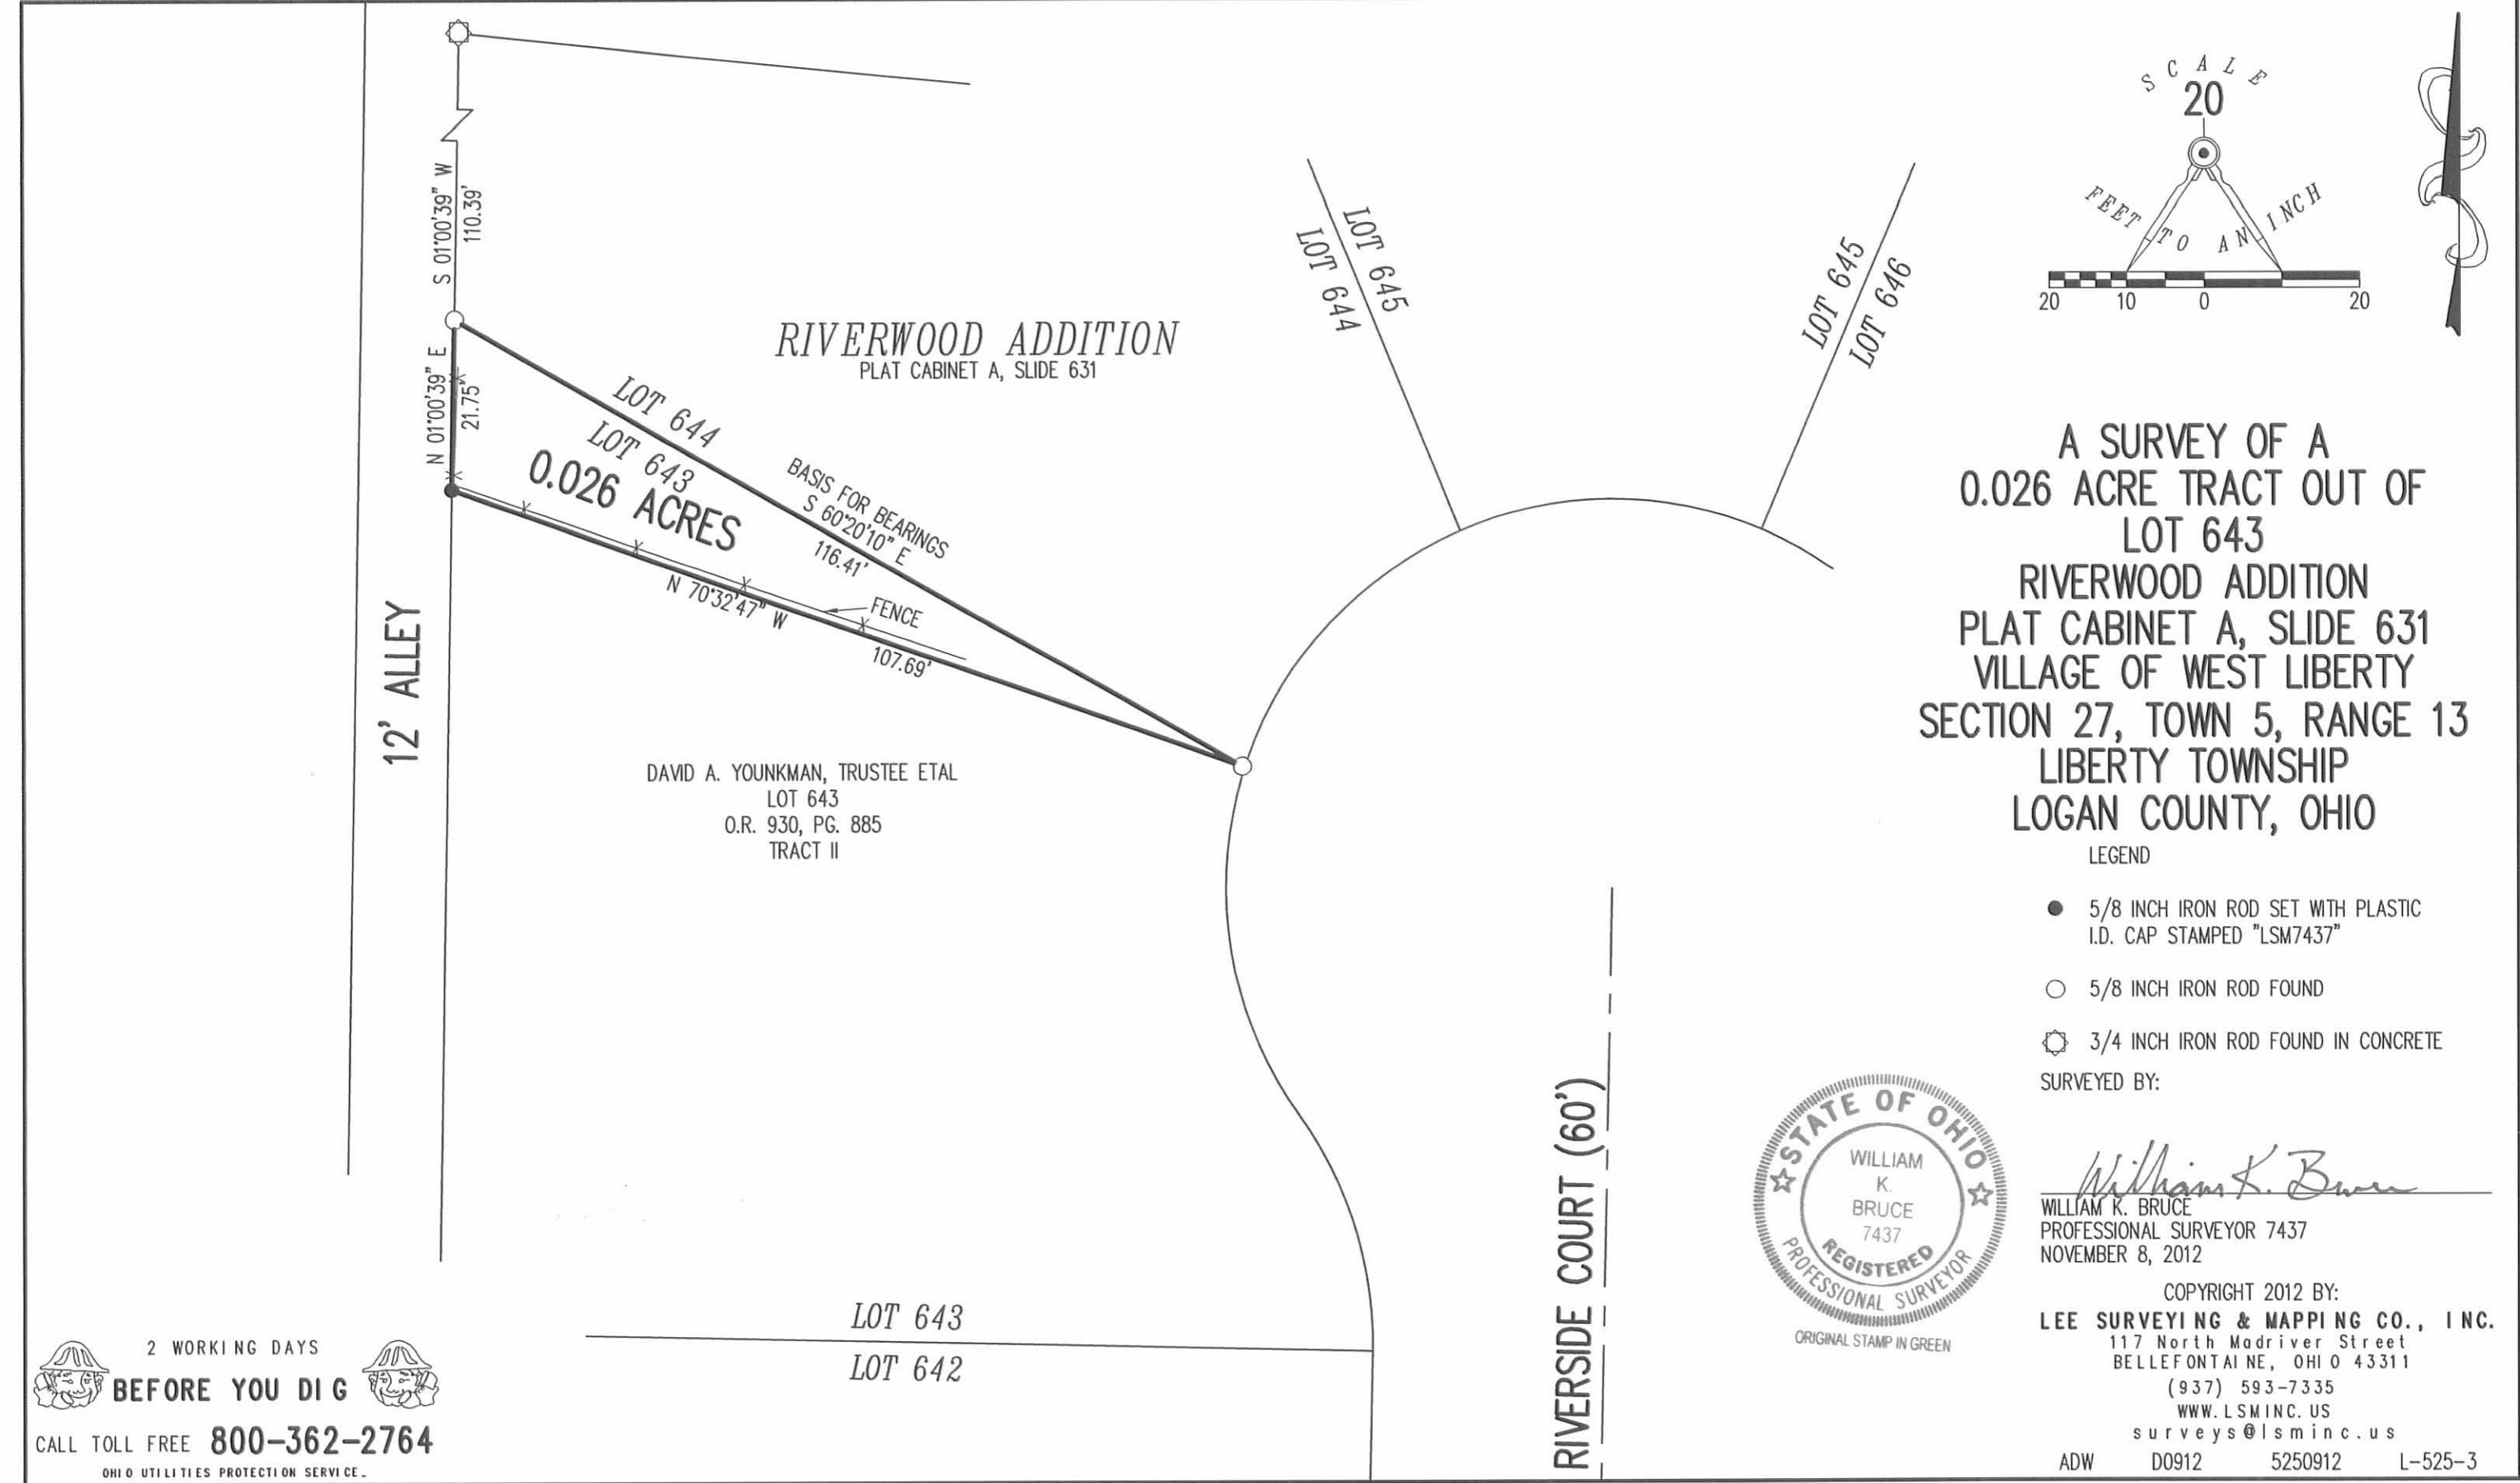 S 01°00'39" W
110.39'
N 01°00'39" E
21.75'
RIVERWOOD ADDITION
PLAT CABINET A, SLIDE 631
LOT 644
LOT 643
0.026 ACRES
BASIS FOR BEARINGS
S 60°20'10" E
116.41'
FENCE
N 70°32'47" W
107.69'
12' ALLEY
DAVID A. YOUNKMAN, TRUSTEE ETAL
LOT 643
O.R. 930, PG. 885
TRACT II
LOT 645
LOT 644
LOT 645
LOT 646
LOT 643
LOT 642
RIVERSIDE COURT (60')
SCALE
20
FEET TO AN INCH
20 10 0 20
A SURVEY OF A
0.026 ACRE TRACT OUT OF
LOT 643
RIVERWOOD ADDITION
PLAT CABINET A, SLIDE 631
VILLAGE OF WEST LIBERTY
SECTION 27, TOWN 5, RANGE 13
LIBERTY TOWNSHIP
LOGAN COUNTY, OHIO
LEGEND
5/8 INCH IRON ROD SET WITH PLASTIC
I.D. CAP STAMPED "LSM7437"
5/8 INCH IRON ROD FOUND
3/4 INCH IRON ROD FOUND IN CONCRETE
SURVEYED BY:
William K. Bruce
WILLIAM K. BRUCE
PROFESSIONAL SURVEYOR 7437
NOVEMBER 8, 2012
STATE OF OHIO
WILLIAM
K.
BRUCE
7437
REGISTERED
PROFESSIONAL SURVEYOR
ORIGINAL STAMP IN GREEN
COPYRIGHT 2012 BY:
LEE SURVEYING & MAPPING CO., INC.
117 North Madriver Street
BELLEFONTAINE, OHIO 43311
(937) 593-7335
WWW.LSMINC.US
surveys@lsminc.us
ADW D0912 5250912 L-525-3
2 WORKING DAYS
BEFORE YOU DIG
CALL TOLL FREE 800-362-2764
OHIO UTILITIES PROTECTION SERVICE.